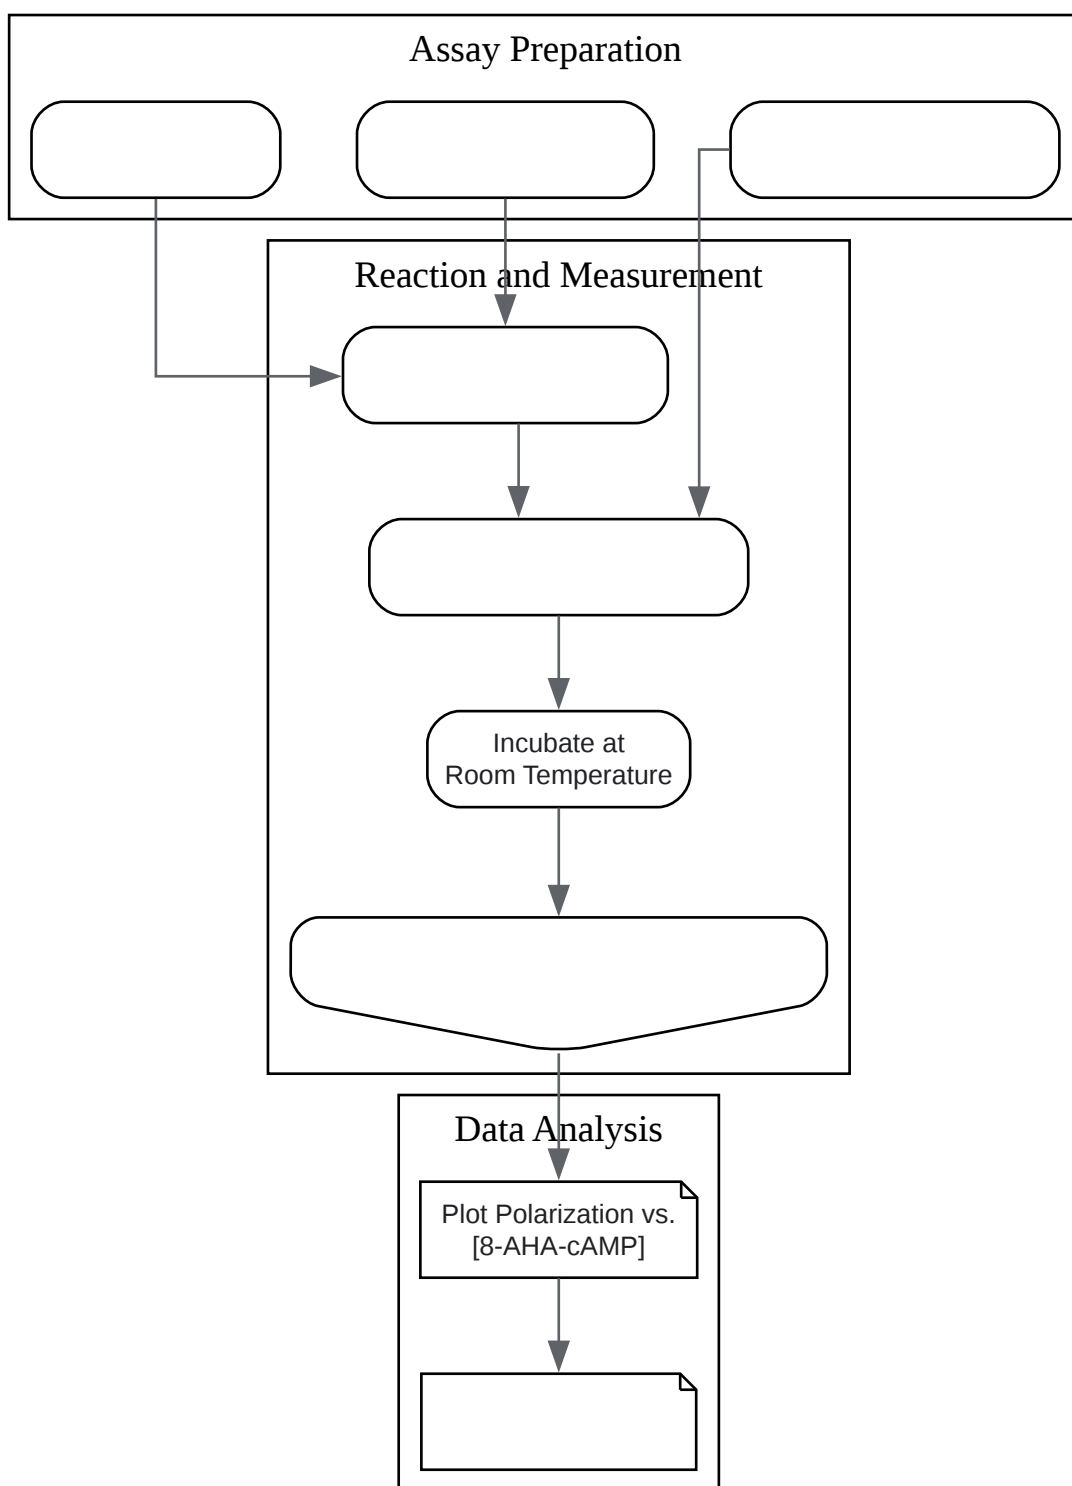 Assay Preparation
Reaction and Measurement
Incubate at
Room Temperature
Data Analysis
Plot Polarization vs.
[8-AHA-cAMP]